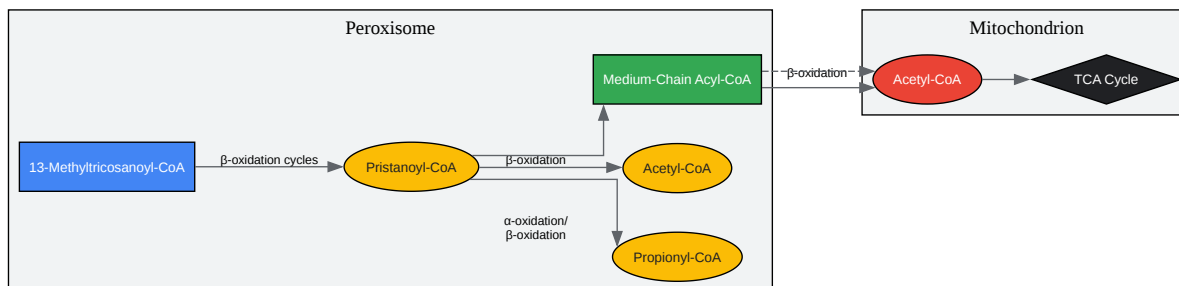 Peroxisome
Mitochondrion
Medium-Chain Acyl-CoA
β-oxidation
Acetyl-CoA
TCA Cycle
13-Methyltricosanoyl-CoA
β-oxidation cycles
Pristanoyl-CoA
β-oxidation
Acetyl-CoA
α-oxidation/
β-oxidation
Propionyl-CoA